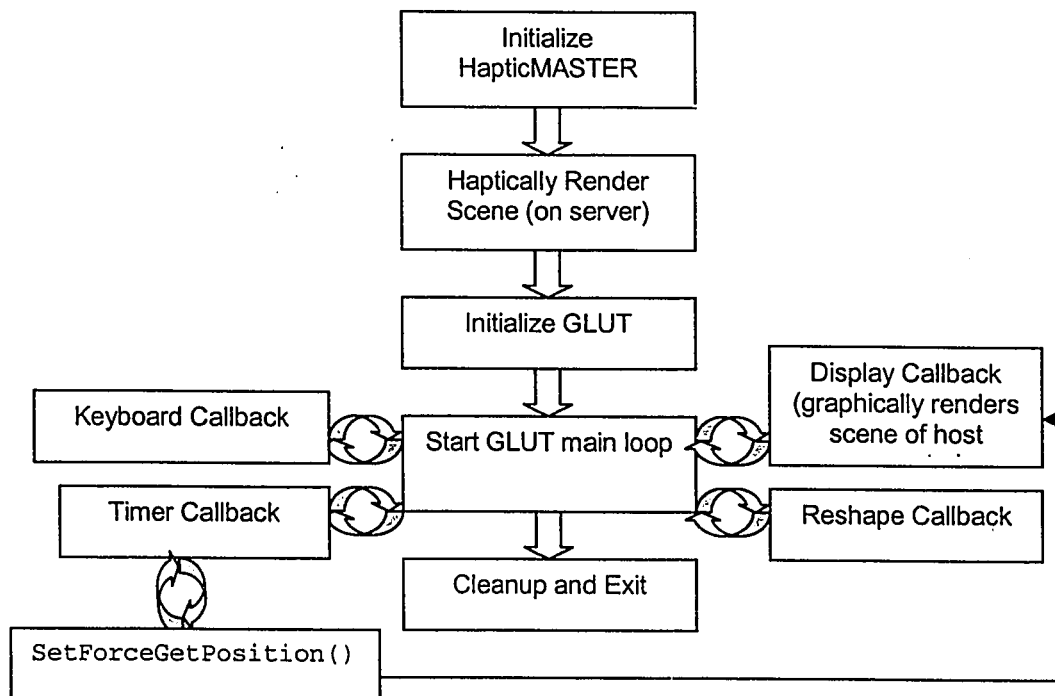 Initialize
HapticMASTER
Haptically Render
Scene (on server)
Initialize GLUT
Display Callback
(graphically renders
scene of host
Keyboard Callback
Start GLUT main loop
Timer Callback
Reshape Callback
Cleanup and Exit
SetForceGetPosition()